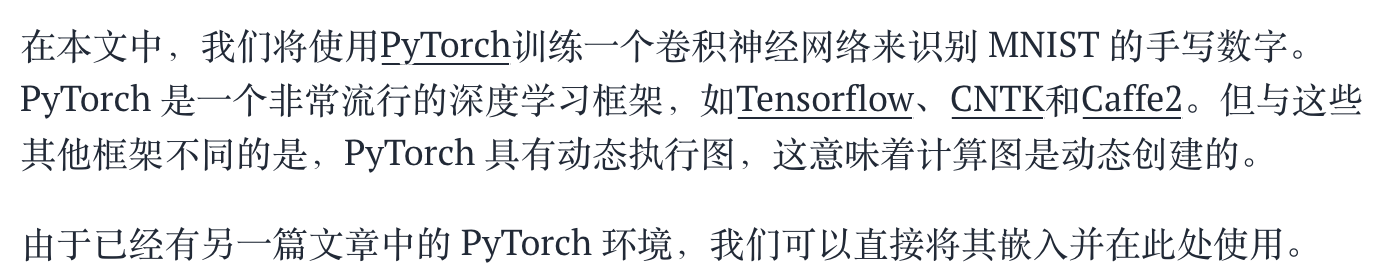 在本文中，我们将使用PyTorch训练一个卷积神经网络来识别 MNIST 的手写数字。
PyTorch 是一个非常流行的深度学习框架，如Tensorflow、CNTK和Caffe2。但与这些
其他框架不同的是，PyTorch 具有动态执行图，这意味着计算图是动态创建的。
由于已经有另一篇文章中的 PyTorch 环境，我们可以直接将其嵌入并在此处使用。